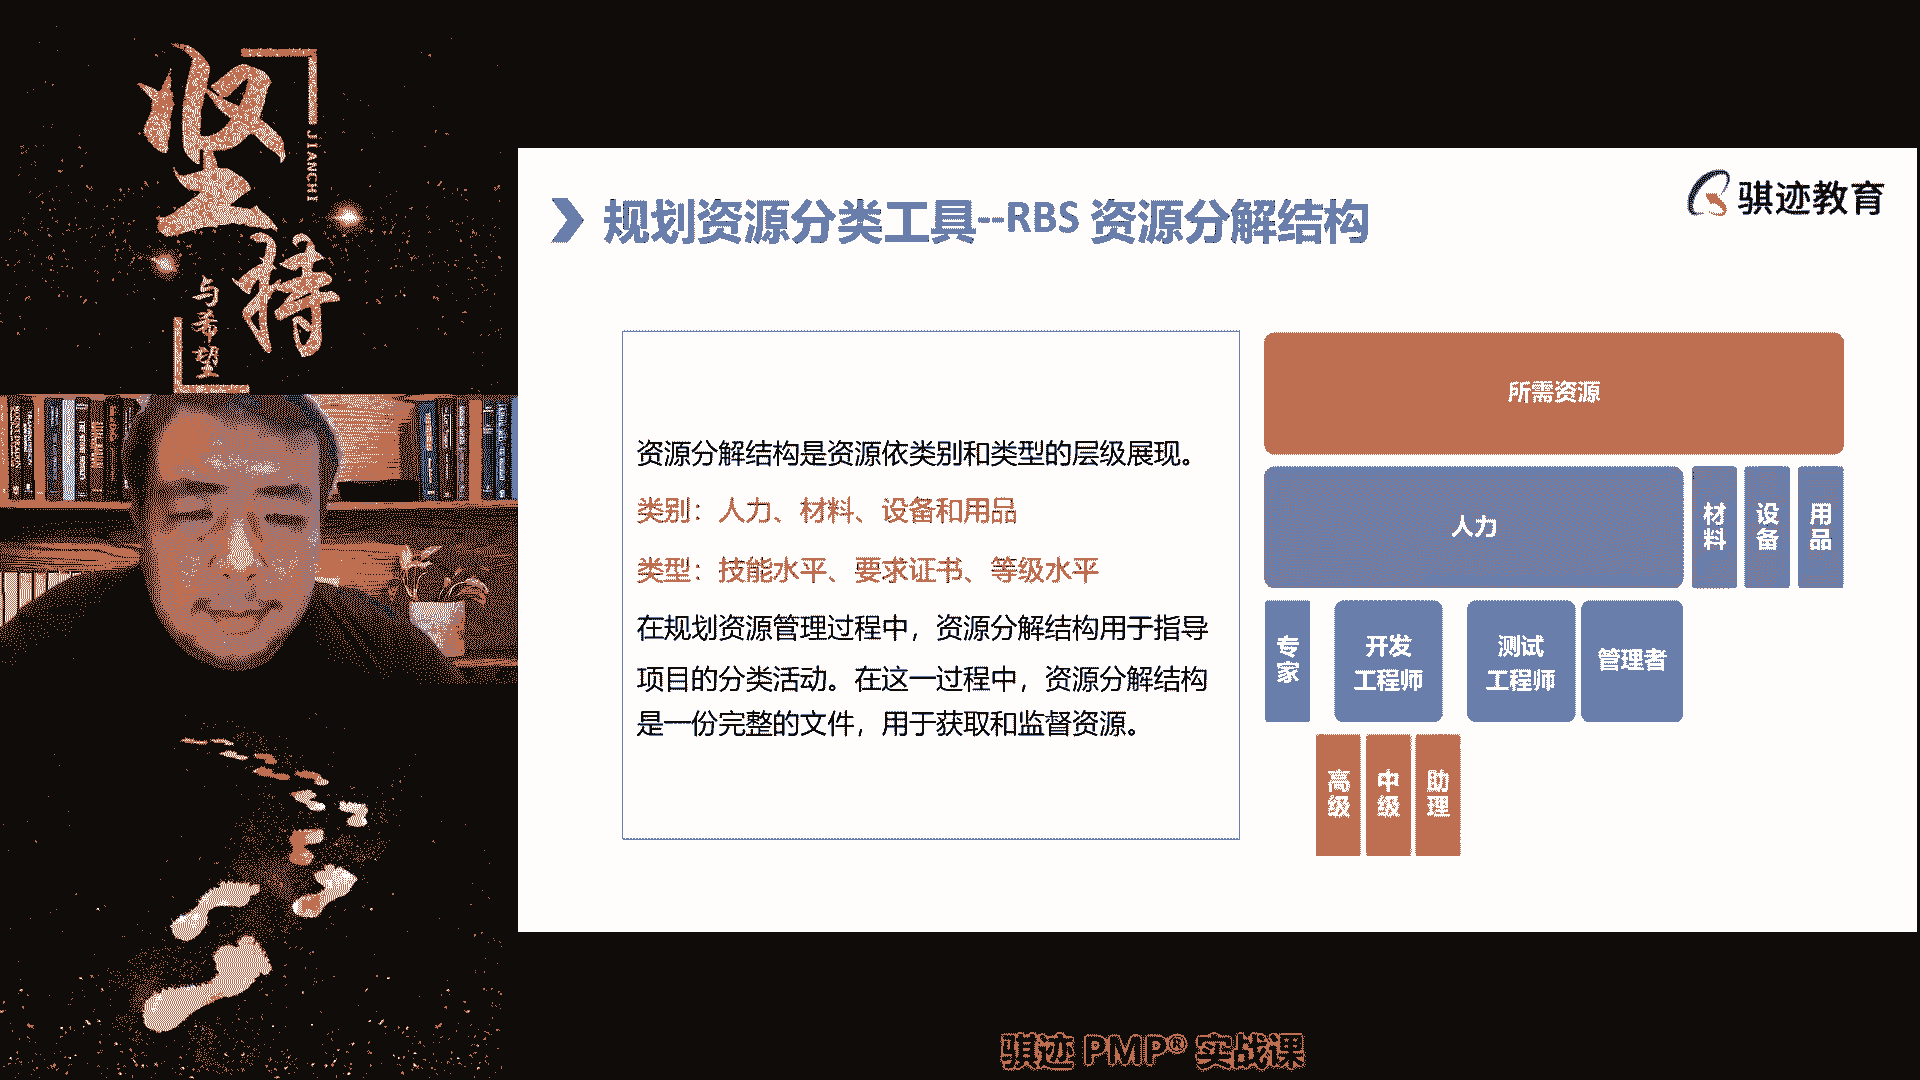 坚持
JIANCHI
与希望
骐迹教育
规划资源分类工具--RBS 资源分解结构
资源分解结构是资源依类别和类型的层级展现。
类别：人力、材料、设备和用品
类型：技能水平、要求证书、等级水平
在规划资源管理过程中，资源分解结构用于指导
项目的分类活动。在这一过程中，资源分解结构
是一份完整的文件，用于获取和监督资源。
所需资源
人力
材料
设备
用品
专家
开发
工程师
测试
工程师
管理者
高级
中级
助理
骐迹 PMP® 实战课